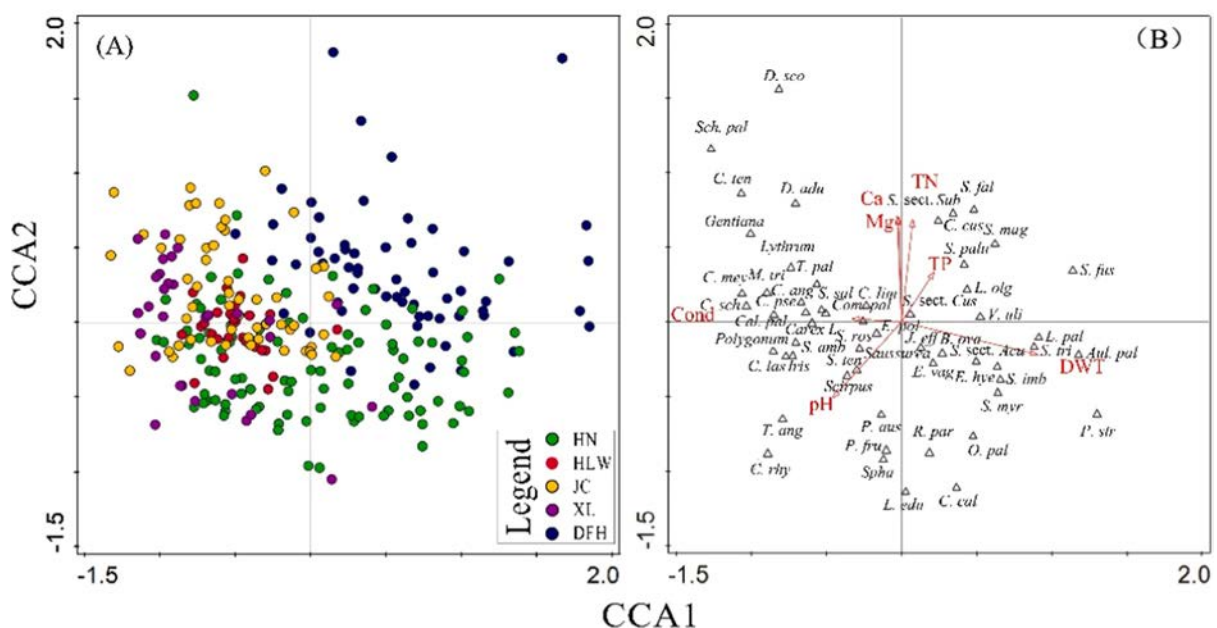 2.0
(A)
CCA2
-1.5
-1.5
2.0
Legend
HN
HLW
JC
XL
DFH
CCA1
2.0
(B)
D. sco
Sch. pal
C. ten
D. adu
Ca
TN
S. sect. Sub
S. fal
Gentiana
Mg
C. cus
S. mag
Lythrum
S. palu
C. mey
M. tri
T. pal
TP
S. fus
C. sch
C. pse
C. ang
S. sul
C. lim
L. olg
Com. pal
S. sect. Cus
V. uli
Cond
Cal. pal
Carex L.
E. pol
Polygonum
S. amb
S. ros
J. eff
B. ova
L. pal
C. las
Iris
S. ten
Saussurea
S. sect. Acu
S. tri
Aul. pal
DWT
Scirpus
E. vag
E. hye
S. imb
pH
S. myr
T. ang
P. aus
R. par
P. str
C. rhy
P. fru
O. pal
Spha
L. edu
C. cal
-1.5
-1.5
2.0